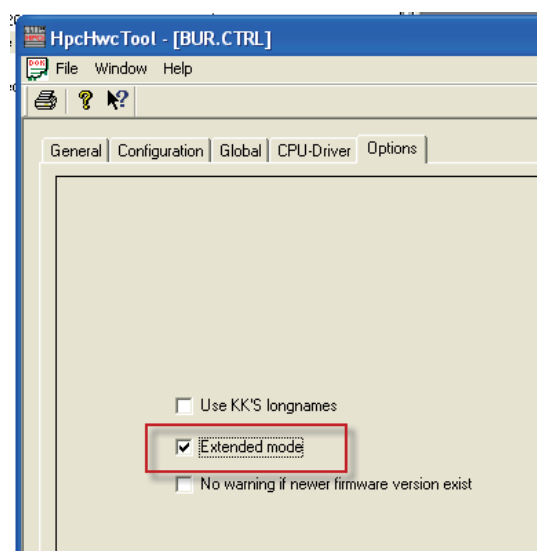 HpcHwcTool - [BUR.CTRL]
File Window Help
General Configuration Global CPU-Driver Options
Use KK'S longnames
Extended mode
No warning if newer firmware version exist